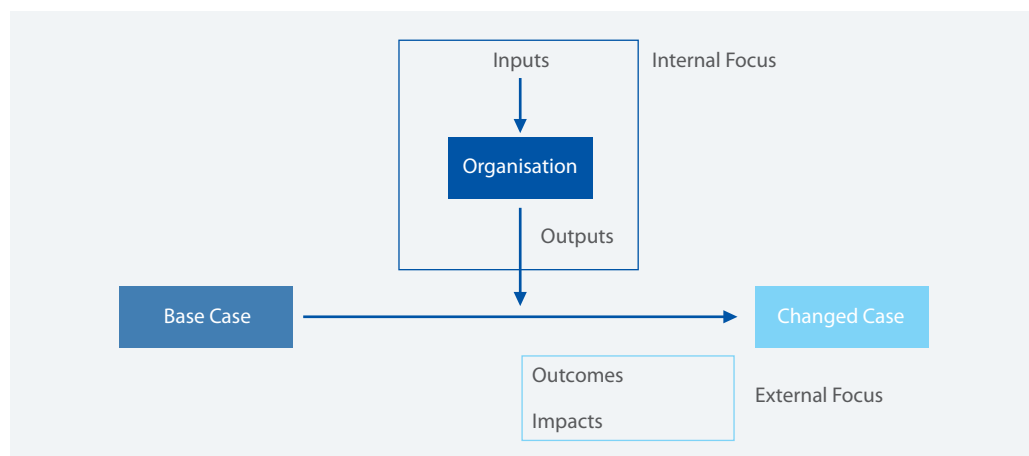 Inputs
Internal Focus
Organisation
Outputs
Base Case
Changed Case
Outcomes
External Focus
Impacts